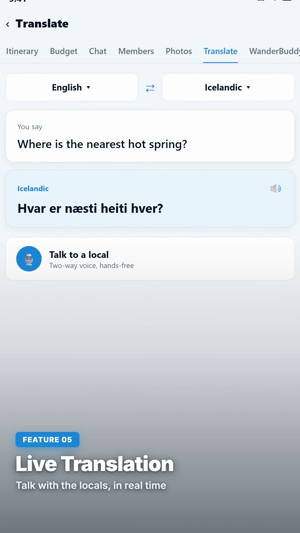 Translate
Itinerary Budget Chat Members Photos Translate WanderBuddy
English Icelandic
You say
Where is the nearest hot spring?
Icelandic
Hvar er næsti heiti hver?
Talk to a local
Two-way voice, hands-free
FEATURE 05
Live Translation
Talk with the locals, in real time